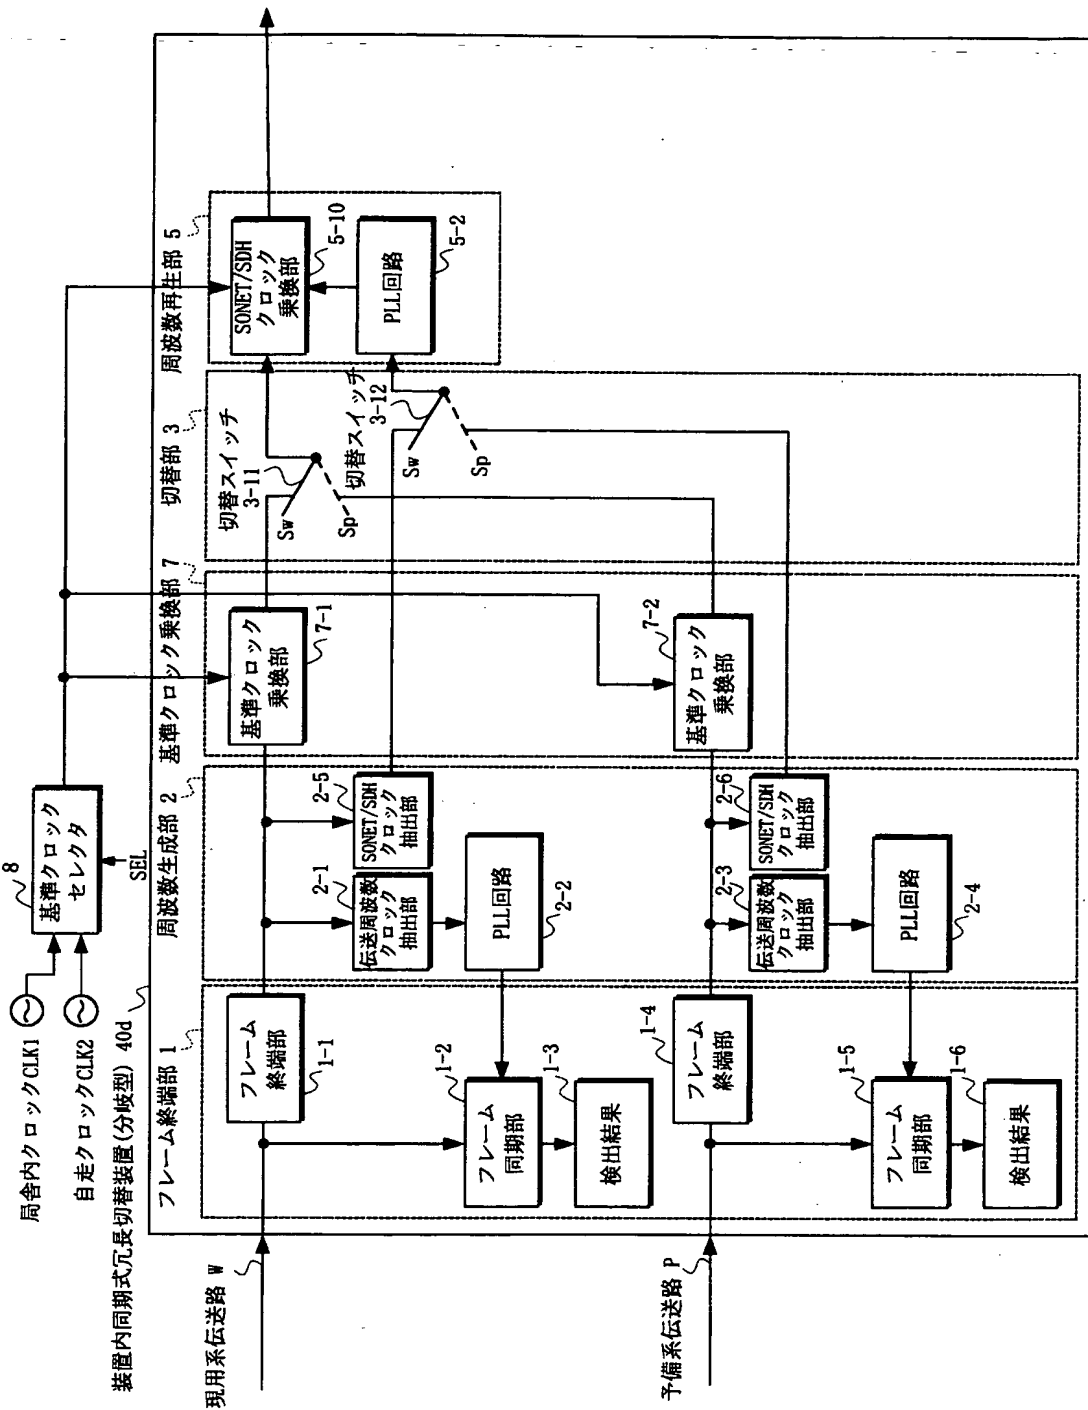 局舎内クロックCLK1
自走クロックCLK2
8
基準クロック
セレクタ
SEL
装置内同期式冗長切替装置(分岐型) 40d
フレーム終端部 1
周波数生成部 2
基準クロック乗換部 7
切替部 3
周波数再生部 5
現用系伝送路 W
フレーム
終端部
1-1
フレーム
同期部
1-2
検出結果
1-3
伝送周波数
クロック
抽出部
2-1
SONET/SDH
クロック
抽出部
2-5
PLL回路
2-2
基準クロック
乗換部
7-1
切替スイッチ
3-11
Sw
Sp
切替スイッチ
3-12
Sw
Sp
SONET/SDH
クロック
乗換部
5-10
PLL回路
5-2
予備系伝送路 P
フレーム
終端部
1-4
フレーム
同期部
1-5
検出結果
1-6
伝送周波数
クロック
抽出部
2-3
SONET/SDH
クロック
抽出部
2-6
PLL回路
2-4
基準クロック
乗換部
7-2